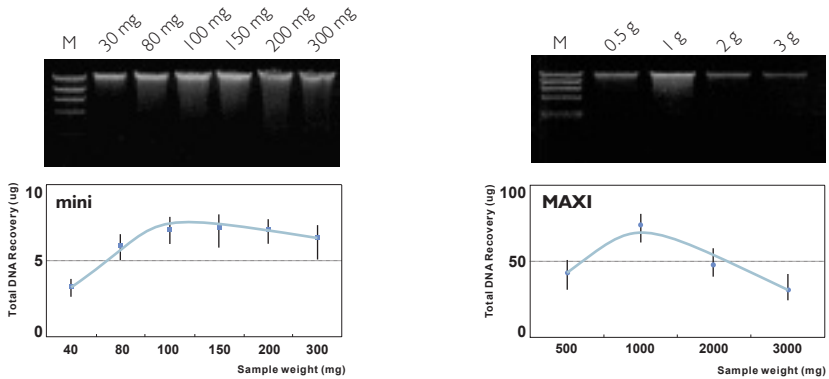 M 30 mg 80 mg 100 mg 150 mg 200 mg 300 mg
M 0.5 g 1 g 2 g 3 g
mini
Total DNA Recovery (ug)
10
5
0
40 80 100 150 200 300
Sample weight (mg)
MAXI
Total DNA Recovery (ug)
100
50
0
500 1000 2000 3000
Sample weight (mg)